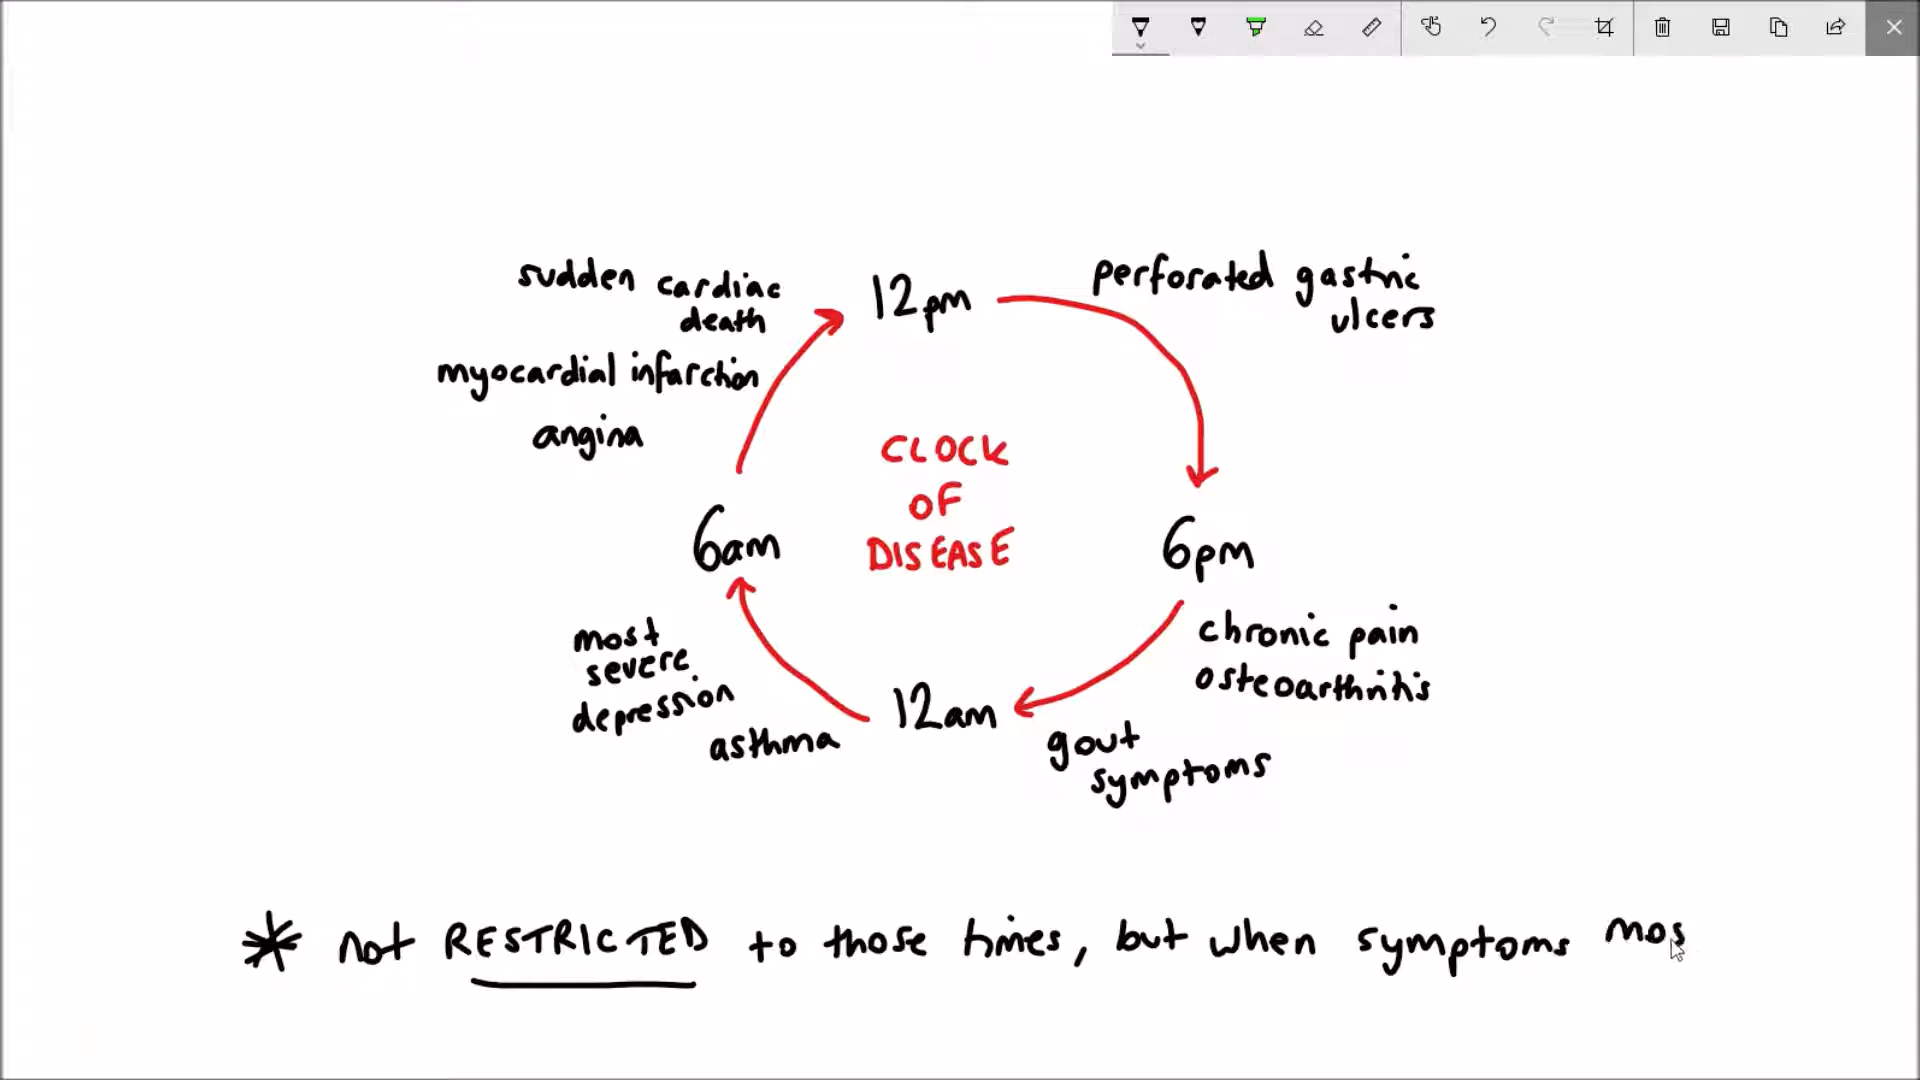 sudden cardiac
death
myocardial infarction
angina
12pm
perforated gastric
ulcers
CLOCK
OF
DISEASE
6am
6pm
most
severe
depression
asthma
12am
chronic pain
osteoarthritis
gout
symptoms
* not RESTRICTED to those times, but when symptoms mos